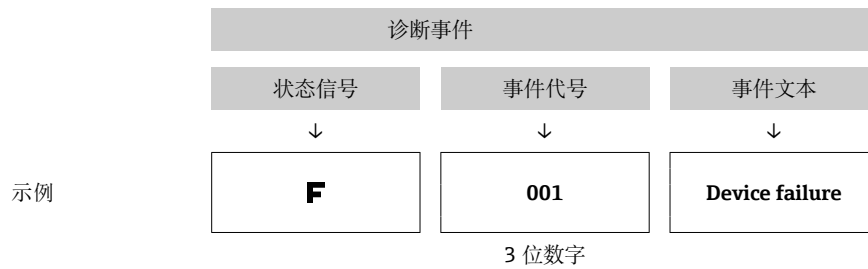 诊断事件
状态信号 事件代号 事件文本
↓ ↓ ↓
示例 F 001 Device failure
3 位数字